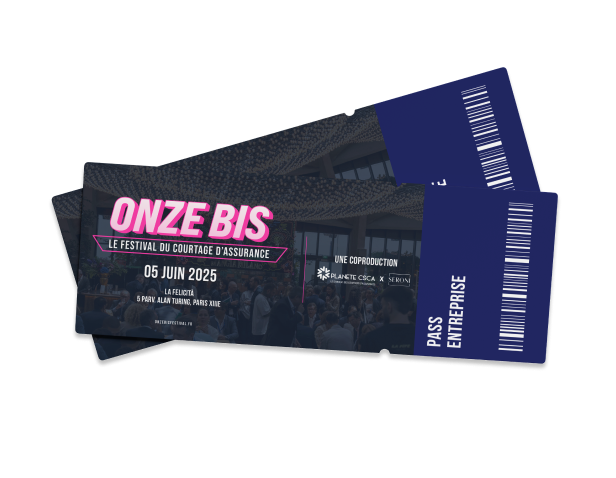 ONZE BIS
LE FESTIVAL DU COURTAGE D'ASSURANCE
05 JUIN 2025
LA FELICITÀ
5 PARV. ALAN TURING, PARIS XIIIE
ONZEBISFESTIVAL.FR
UNE COPRODUCTION
PLANETE CSCA X
PASS
ENTREPRISE